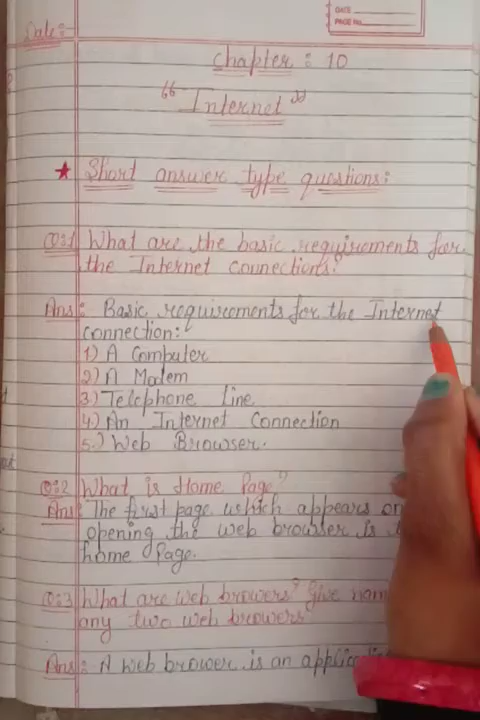 DATE
PAGE No.
Date:
Chapter : 10
"Internet"
★ Short answer type questions:
Q:1 What are the basic requirements for
the Internet connections?
Ans: Basic requirements for the Internet
connection:
1) A Computer
2) A Modem
3) Telephone line
4.) An Internet Connection
5.) Web Browser.
Q:2 What is Home Page?
Ans: The first page which appears on
opening the web browser is
home Page.
Q:3 What are web browers? Give
any two web browers
Ans: A web brower is an